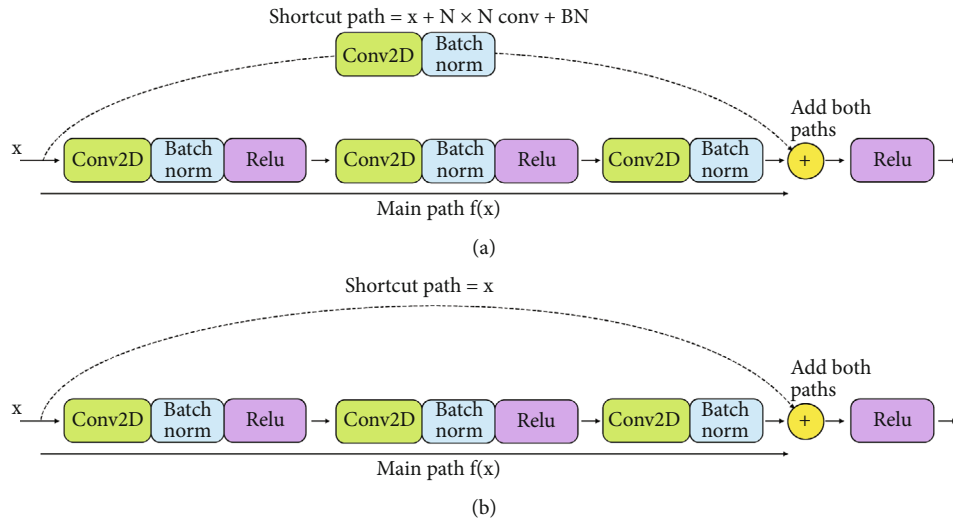 Shortcut path = x + N × N conv + BN
Conv2D Batch norm
Add both paths
x
Conv2D Batch norm Relu Conv2D Batch norm Relu Conv2D Batch norm + Relu
Main path f(x)
(a)
Shortcut path = x
Add both paths
x
Conv2D Batch norm Relu Conv2D Batch norm Relu Conv2D Batch norm + Relu
Main path f(x)
(b)